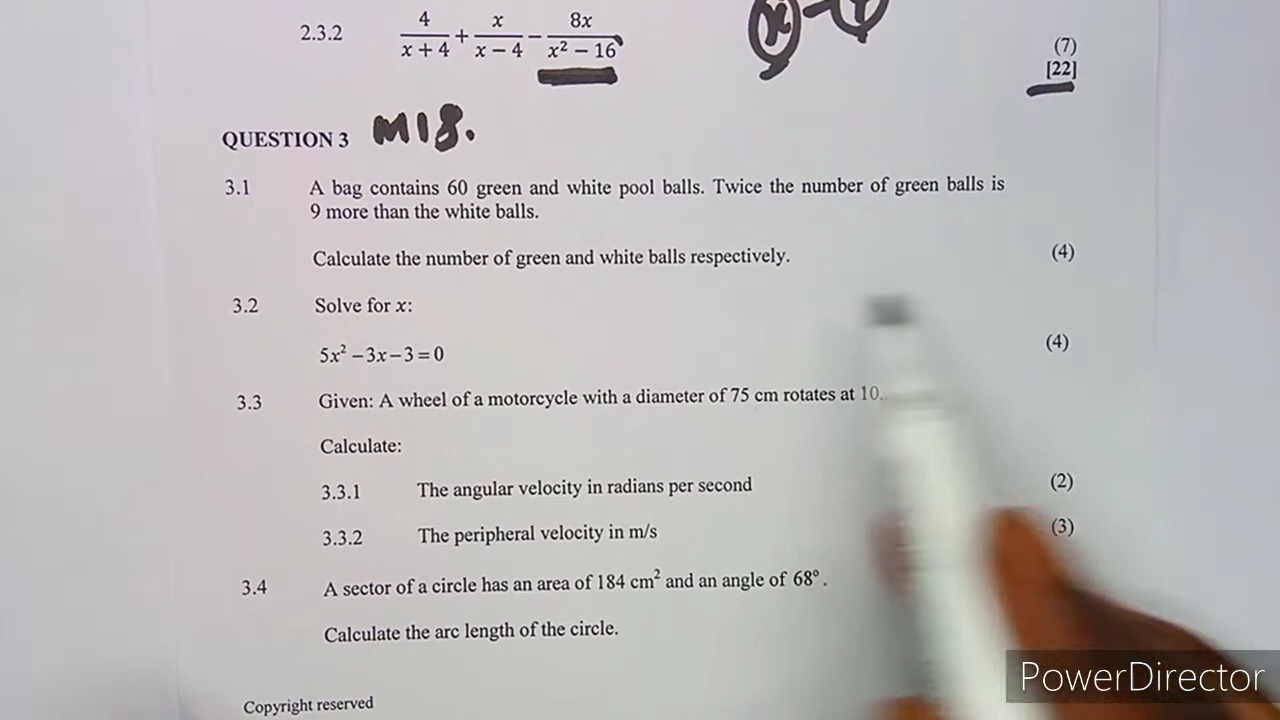 2.3.2 4/(x + 4) + x/(x − 4) − 8x/(x² − 16)
(7)
[22]
QUESTION 3 M18.
3.1 A bag contains 60 green and white pool balls. Twice the number of green balls is
9 more than the white balls.
Calculate the number of green and white balls respectively. (4)
3.2 Solve for x:
5x² − 3x − 3 = 0 (4)
3.3 Given: A wheel of a motorcycle with a diameter of 75 cm rotates at
Calculate:
3.3.1 The angular velocity in radians per second (2)
3.3.2 The peripheral velocity in m/s (3)
3.4 A sector of a circle has an area of 184 cm² and an angle of 68°.
Calculate the arc length of the circle.
Copyright reserved
PowerDirector